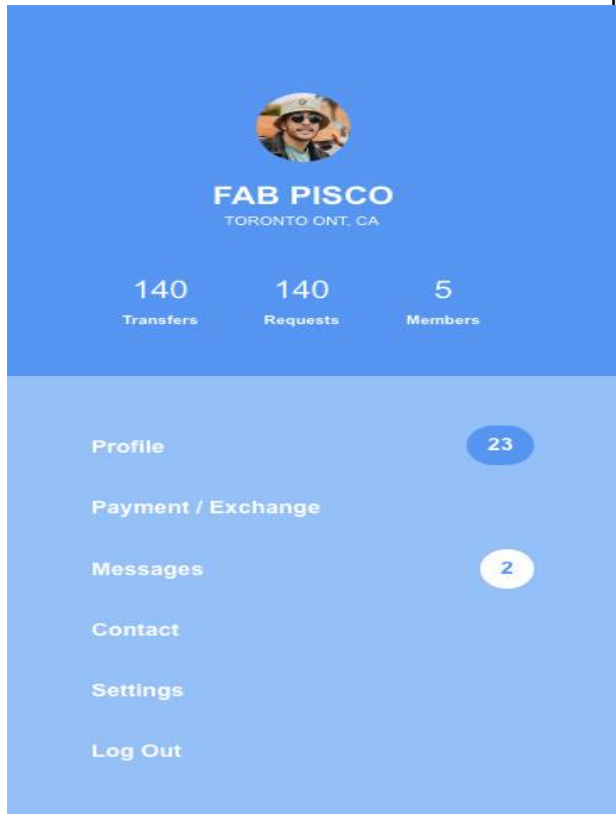 FAB PISCO
TORONTO ONT, CA
140 140 5
Transfers Requests Members
Profile 23
Payment / Exchange
Messages 2
Contact
Settings
Log Out